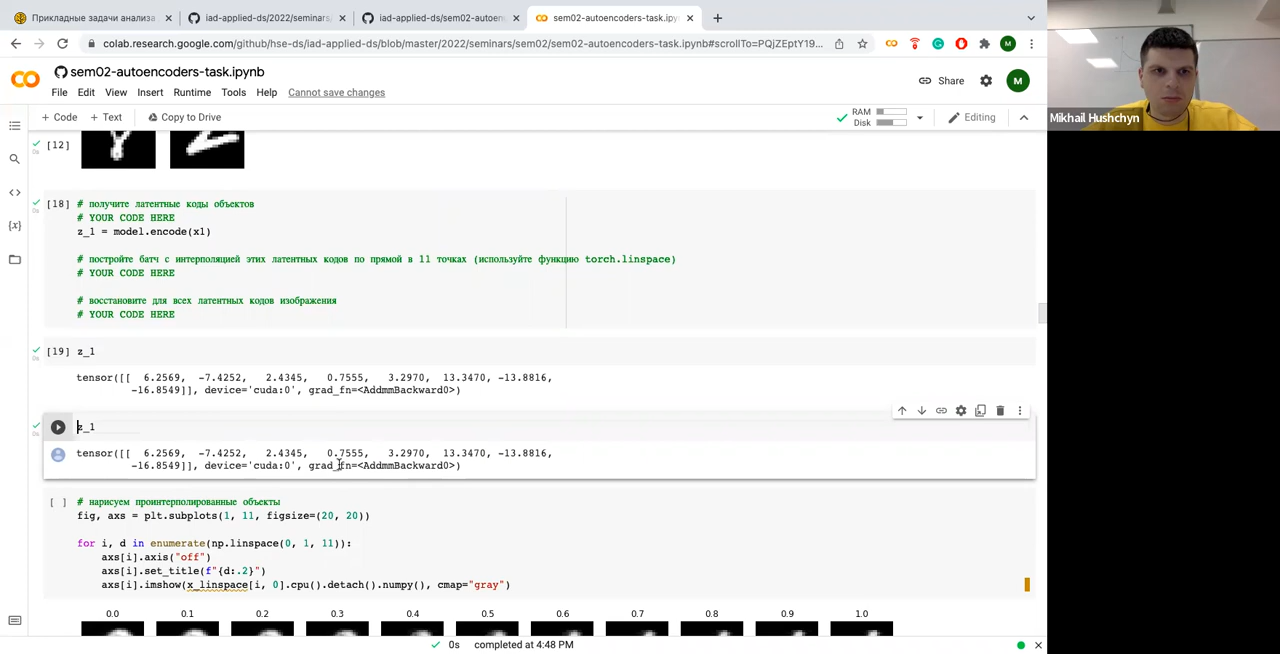 Прикладные задачи анализа
iad-applied-ds/2022/seminars
iad-applied-ds/sem02-autoenc
sem02-autoencoders-task.ipyn
colab.research.google.com/github/hse-ds/iad-applied-ds/blob/master/2022/seminars/sem02/sem02-autoencoders-task.ipynb#scrollTo=PQjZEptY19...
M
sem02-autoencoders-task.ipynb
Share
M
File Edit View Insert Runtime Tools Help Cannot save changes
+ Code + Text Copy to Drive
RAM
Disk
Editing
Mikhail Hushchyn
[12]
0s
[18] # получите латентные коды объектов
0s
# YOUR CODE HERE
z_1 = model.encode(x1)
# постройте батч с интерполяцией этих латентных кодов по прямой в 11 точках (используйте функцию torch.linspace)
# YOUR CODE HERE
# восстановите для всех латентных кодов изображения
# YOUR CODE HERE
[19] z_1
0s
tensor([[ 6.2569, -7.4252, 2.4345, 0.7555, 3.2970, 13.3470, -13.8816,
-16.8549]], device='cuda:0', grad_fn=<AddmmBackward0>)
z_1
0s
tensor([[ 6.2569, -7.4252, 2.4345, 0.7555, 3.2970, 13.3470, -13.8816,
-16.8549]], device='cuda:0', grad_fn=<AddmmBackward0>)
[ ] # нарисуем проинтерполированные объекты
fig, axs = plt.subplots(1, 11, figsize=(20, 20))
for i, d in enumerate(np.linspace(0, 1, 11)):
axs[i].axis("off")
axs[i].set_title(f"{d:.2}")
axs[i].imshow(x_linspace[i, 0].cpu().detach().numpy(), cmap="gray")
0.0 0.1 0.2 0.3 0.4 0.5 0.6 0.7 0.8 0.9 1.0
0s completed at 4:48 PM